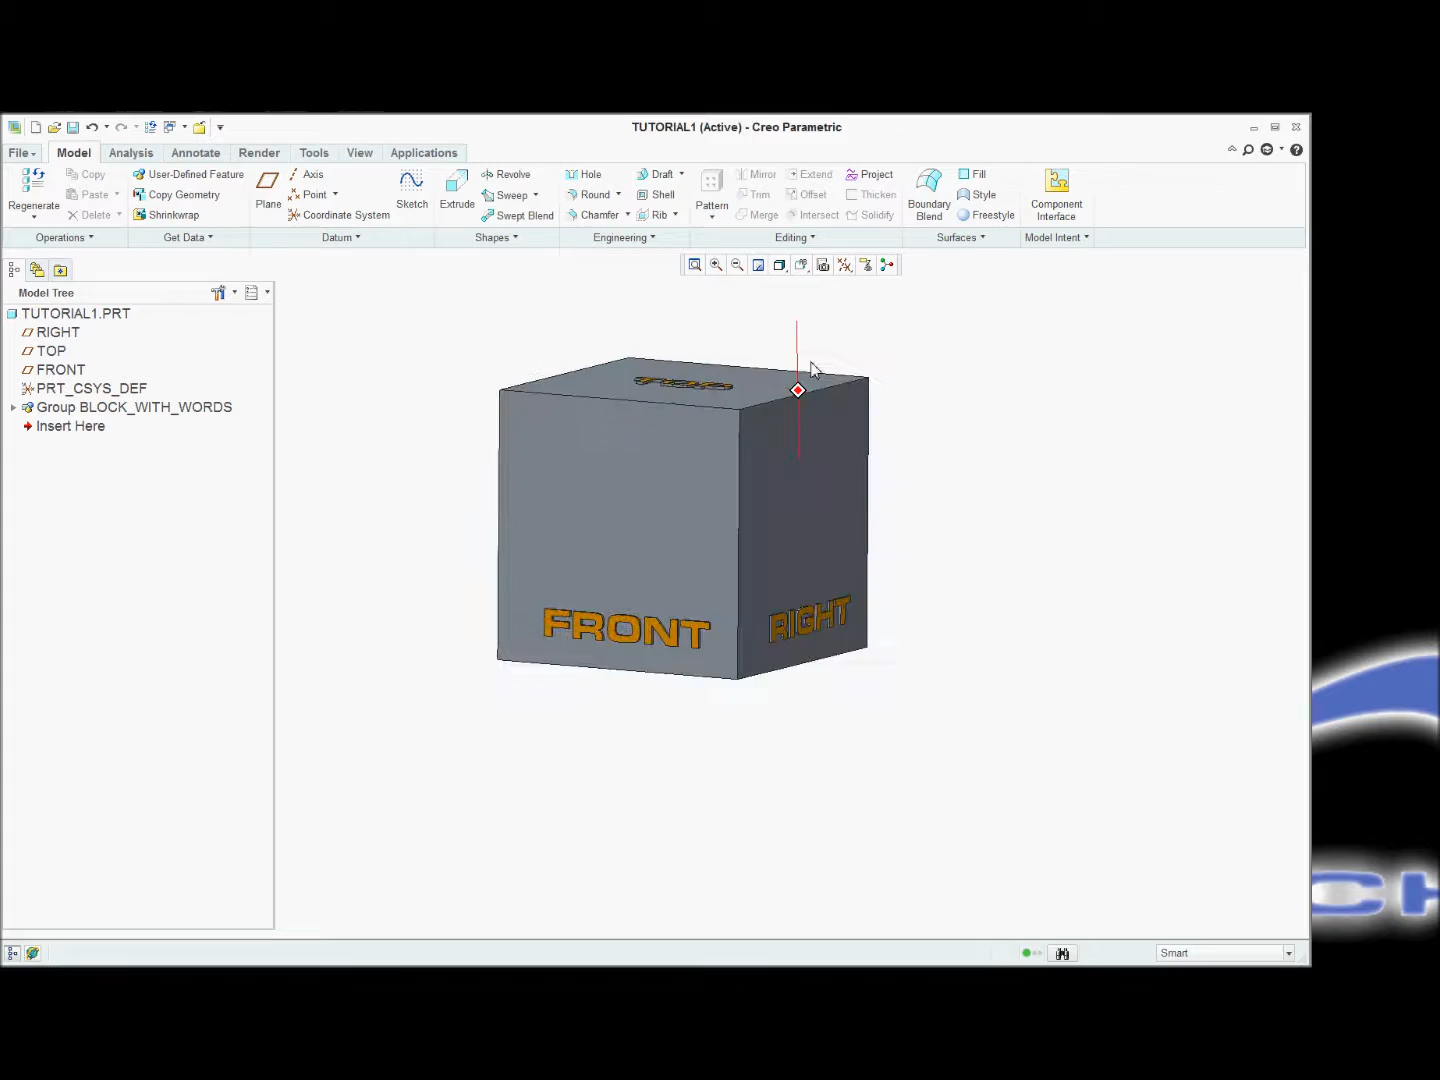 TUTORIAL1 (Active) - Creo Parametric
File Model Analysis Annotate Render Tools View Applications
Regenerate
Copy
Paste
Delete
Operations
User-Defined Feature
Copy Geometry
Shrinkwrap
Get Data
Plane
Axis
Point
Coordinate System
Datum
Sketch
Extrude
Revolve
Sweep
Swept Blend
Shapes
Hole
Round
Chamfer
Draft
Shell
Rib
Engineering
Pattern
Mirror
Trim
Merge
Extend
Offset
Intersect
Project
Thicken
Solidify
Editing
Boundary
Blend
Fill
Style
Freestyle
Surfaces
Component
Interface
Model Intent
Model Tree
TUTORIAL1.PRT
RIGHT
TOP
FRONT
PRT_CSYS_DEF
Group BLOCK_WITH_WORDS
Insert Here
TOP
FRONT
RIGHT
Smart
CH